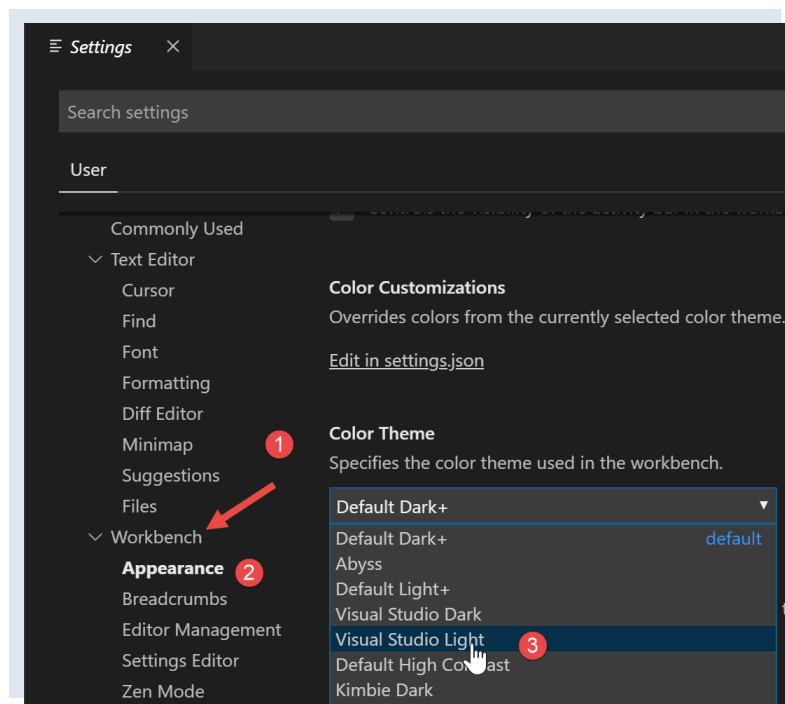 Settings
Search settings
User
Commonly Used
Text Editor
Cursor
Find
Font
Formatting
Diff Editor
Minimap
Suggestions
Files
Workbench
Appearance
Breadcrumbs
Editor Management
Settings Editor
Zen Mode
1
2
Color Customizations
Overrides colors from the currently selected color theme.
Edit in settings.json
Color Theme
Specifies the color theme used in the workbench.
Default Dark+
Default Dark+ default
Abyss
Default Light+
Visual Studio Dark
Visual Studio Light 3
Default High Contrast
Kimbie Dark